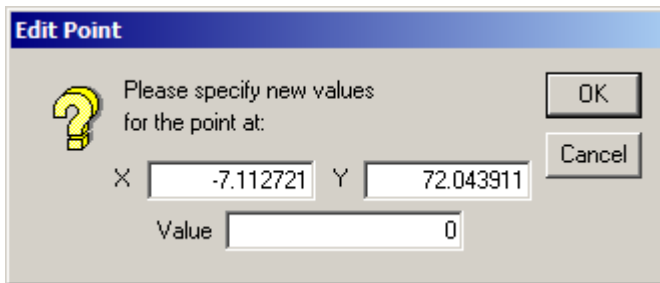 Edit Point
Please specify new values
for the point at:
OK
Cancel
X -7.112721 Y 72.043911
Value 0